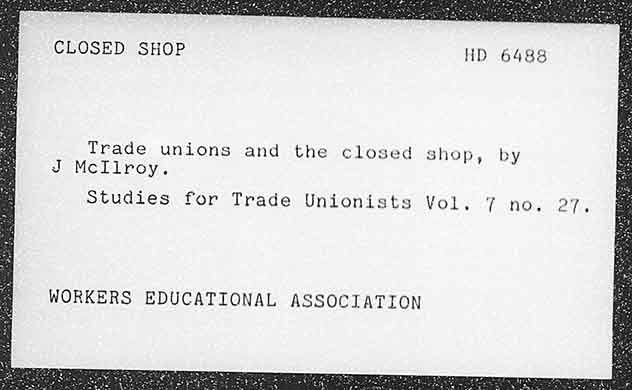 CLOSED SHOP HD 6488
Trade unions and the closed shop, by
J McIlroy.
Studies for Trade Unionists Vol. 7 no. 27.
WORKERS EDUCATIONAL ASSOCIATION